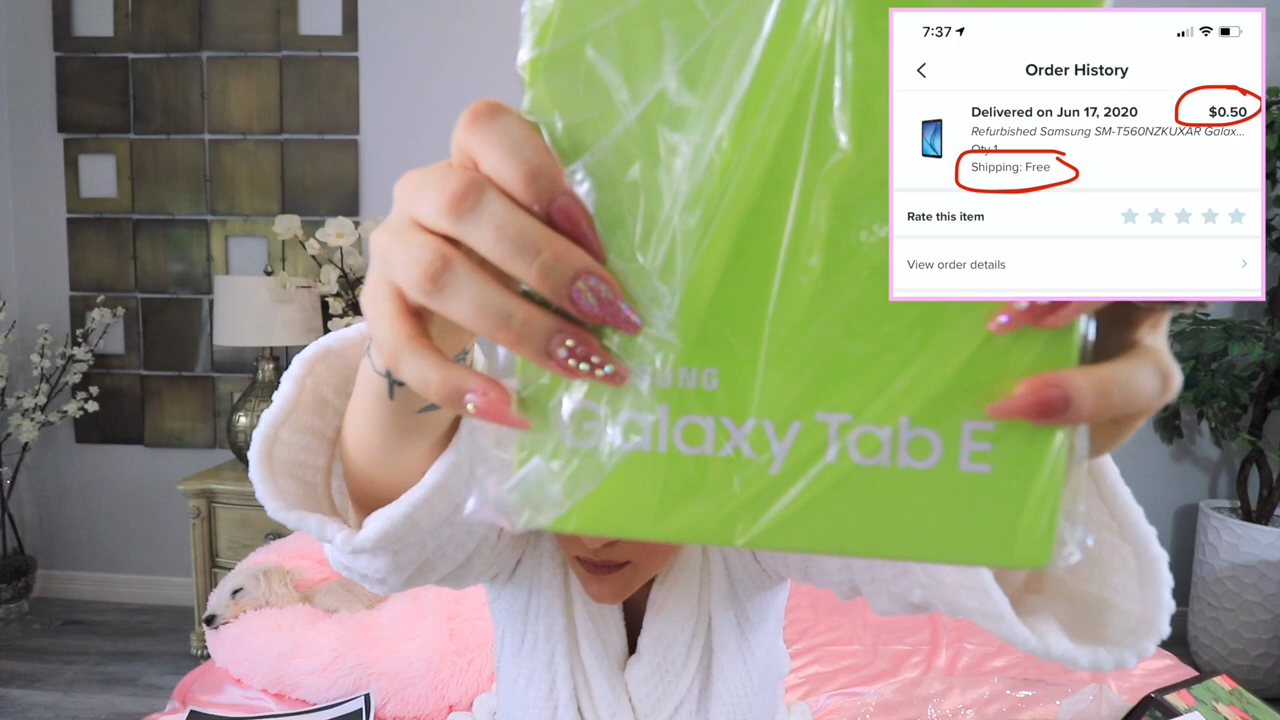 7:37
Order History
Delivered on Jun 17, 2020
$0.50
Refurbished Samsung SM-T560NZKUXAR Galax...
Qty 1
Shipping: Free
Rate this item
View order details
Galaxy Tab E